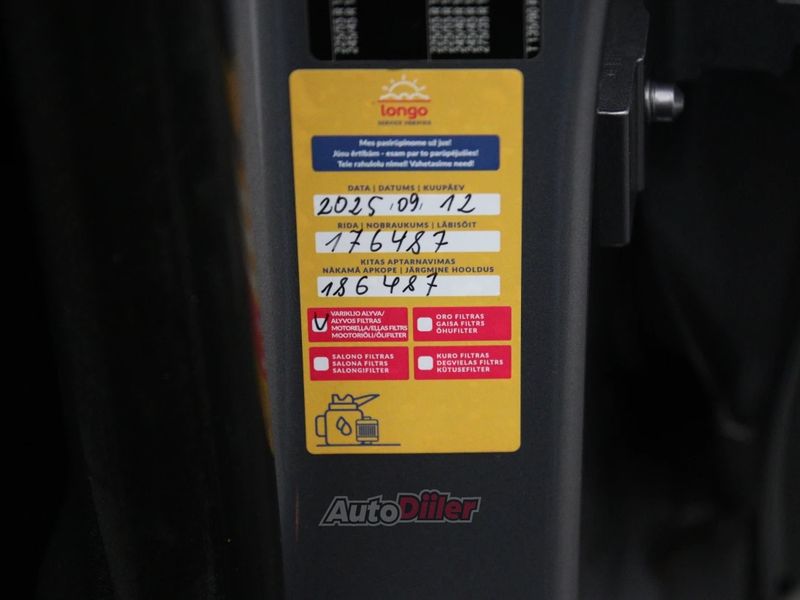 longo
Mes pasirūpinome už jus!
Jūsu ērtībām - esam par to parūpējušies!
Teie rahulolu nimel! Vahetasime need!
DATA | DATUMS | KUUPÄEV
2025.09.12
RIDA | NOBRAUKUMS | LÄBISÕIT
176487
KITAS APTARNAVIMAS
NĀKAMĀ APKOPE | JÄRGMINE HOOLDUS
186487
V VARIKLIO ALYVA/
ALYVOS FILTRAS
MOTOREĻĻA/EĻĻAS FILTRS
MOOTORIÕLI/ÕLIFILTER
ORO FILTRAS
GAISA FILTRS
ÕHUFILTER
SALONO FILTRAS
SALONA FILTRS
SALONGIFILTER
KURO FILTRAS
DEGVIELAS FILTRS
KÜTUSEFILTER
AutoDiiler